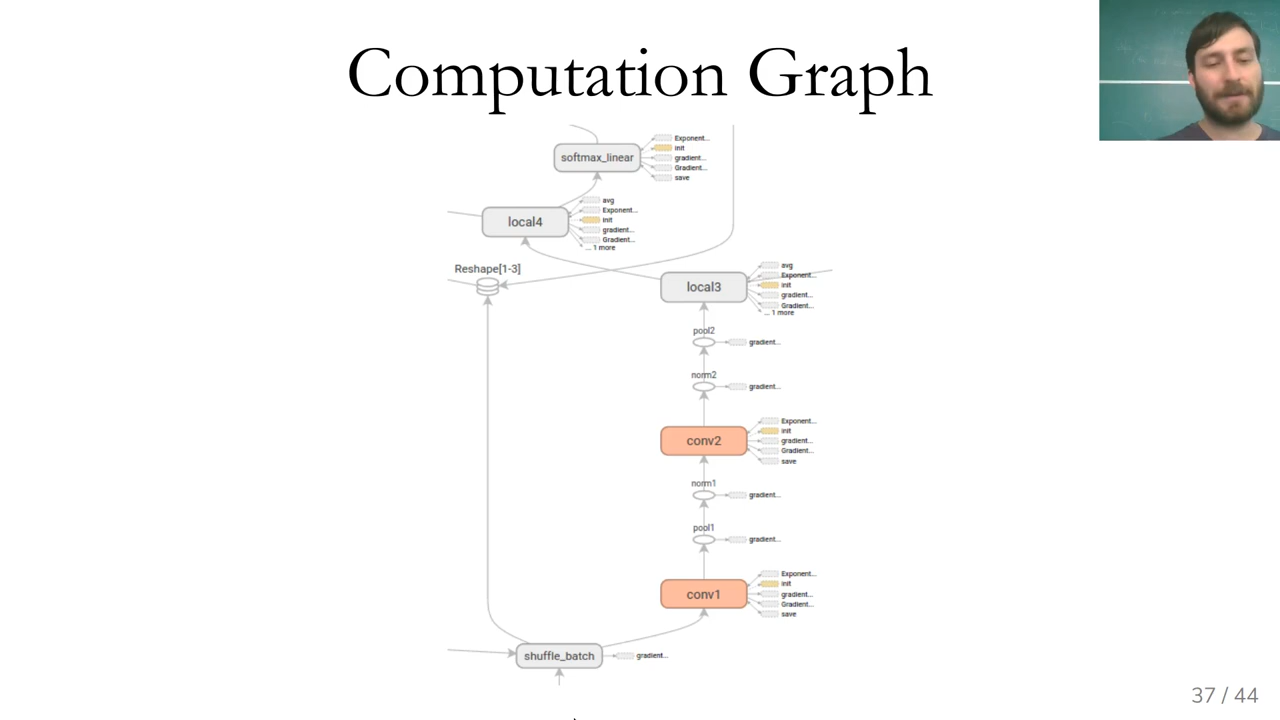 Computation Graph
softmax_linear
Exponent...
init
gradient...
Gradient...
save
local4
avg
Exponent...
init
gradient...
Gradient...
... 1 more
Reshape[1-3]
local3
avg
Exponent...
init
gradient...
Gradient...
... 1 more
pool2
gradient...
norm2
gradient...
conv2
Exponent...
init
gradient...
Gradient...
save
norm1
gradient...
pool1
gradient...
conv1
Exponent...
init
gradient...
Gradient...
save
shuffle_batch
gradient...
37 / 44